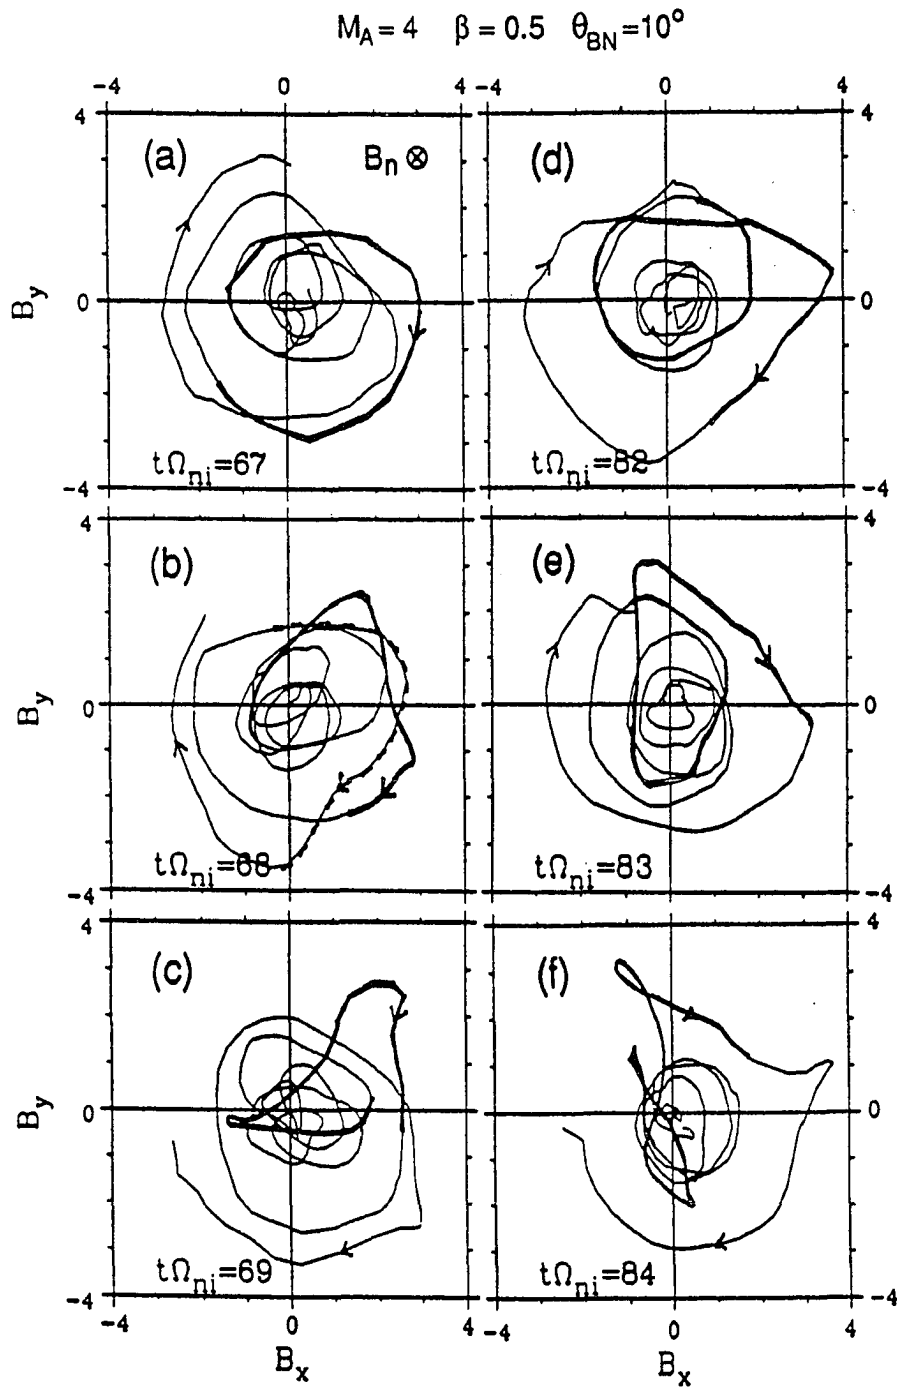 M_A = 4 β = 0.5 θ_BN = 10°
-4 0 4 -4 0 4
4 (a) B_n ⊗ (d)
B_y 0 0
tΩ_ni = 67 tΩ_ni = 82
-4 -4
4 (b) 4 (e)
B_y 0 0
tΩ_ni = 68 tΩ_ni = 83
-4 -4
4 (c) 4 (f)
B_y 0 0
tΩ_ni = 69 tΩ_ni = 84
-4 -4
-4 0 4 -4 0 4
B_x B_x